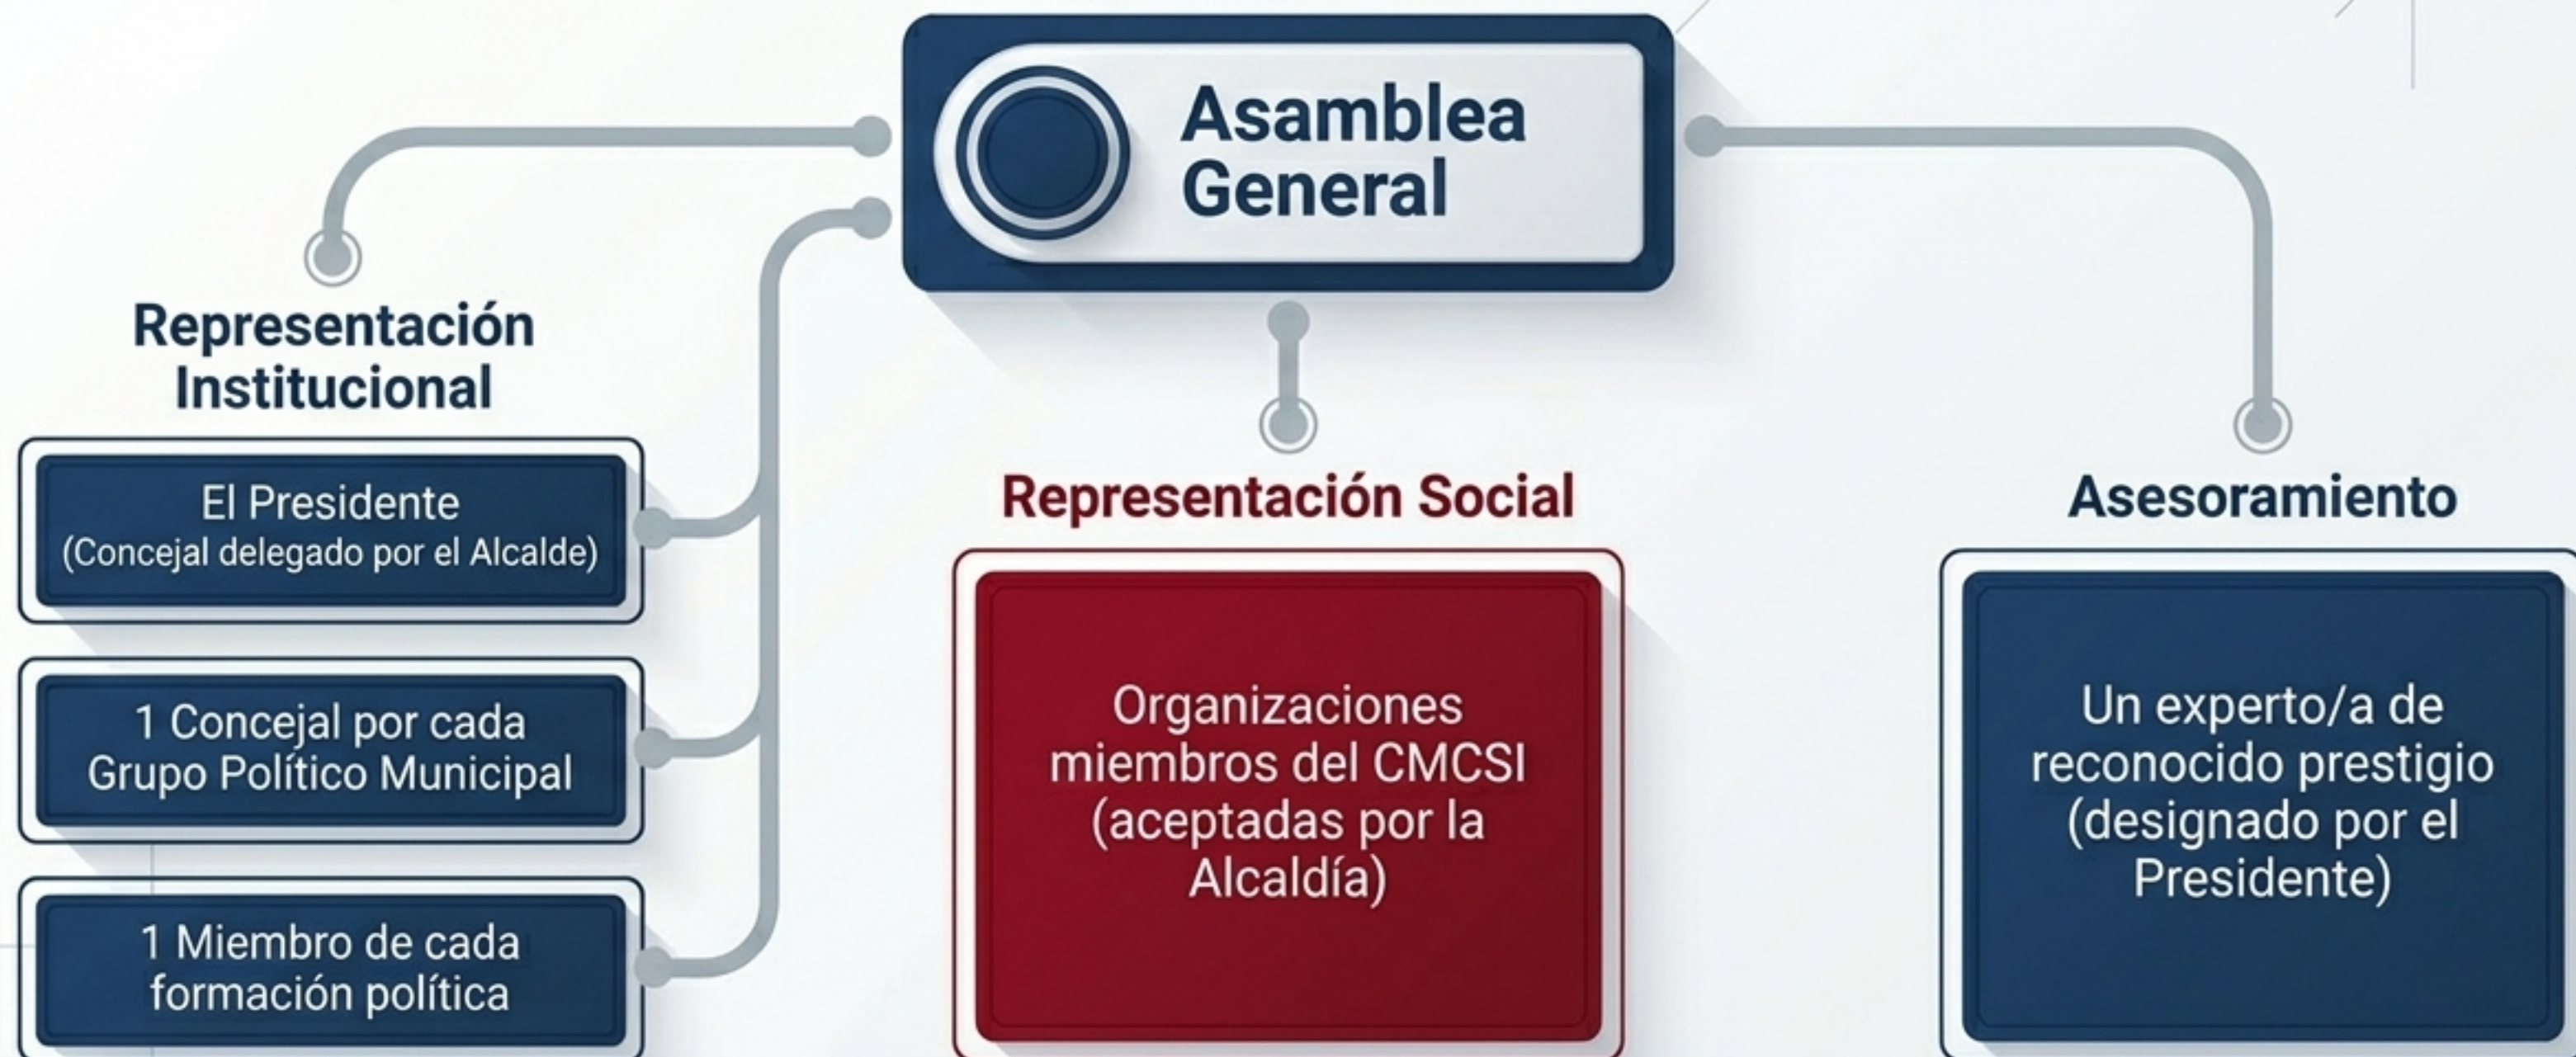 Asamblea
General
Representación
Institucional
El Presidente
(Concejal delegado por el Alcalde)
1 Concejal por cada
Grupo Político Municipal
1 Miembro de cada
formación política
Representación Social
Organizaciones
miembros del CMCSI
(aceptadas por la
Alcaldía)
Asesoramiento
Un experto/a de
reconocido prestigio
(designado por el
Presidente)